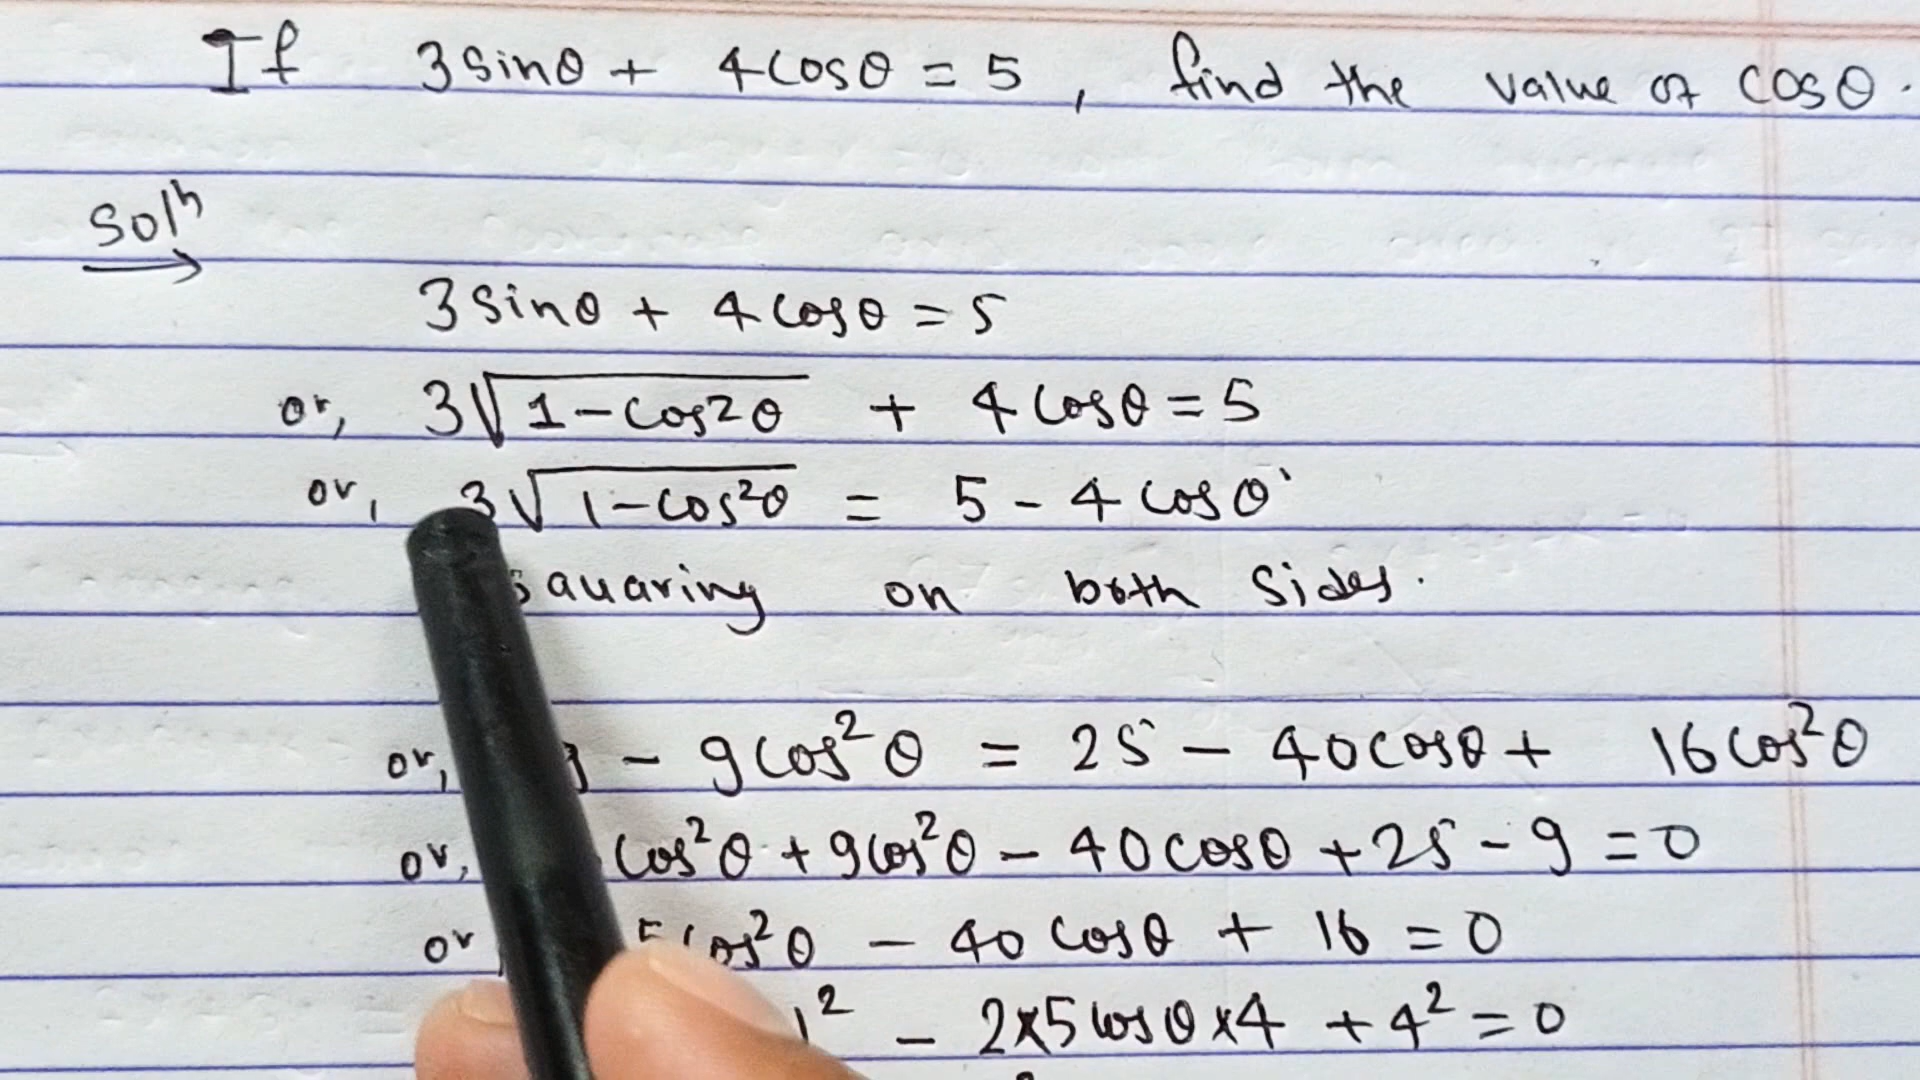 If 3sinθ + 4cosθ = 5, find the value of cosθ.
Solⁿ
3sinθ + 4cosθ = 5
or, 3√1-cos2θ + 4cosθ = 5
or, 3√1-cos²θ = 5 - 4cosθ
squaring on both sides.
or, - 9cos²θ = 25 - 40cosθ + 16cos²θ
or, cos²θ + 9cos²θ - 40cosθ + 25 - 9 = 0
or, 5cos²θ - 40cosθ + 16 = 0
)² - 2×5cosθ×4 + 4² = 0